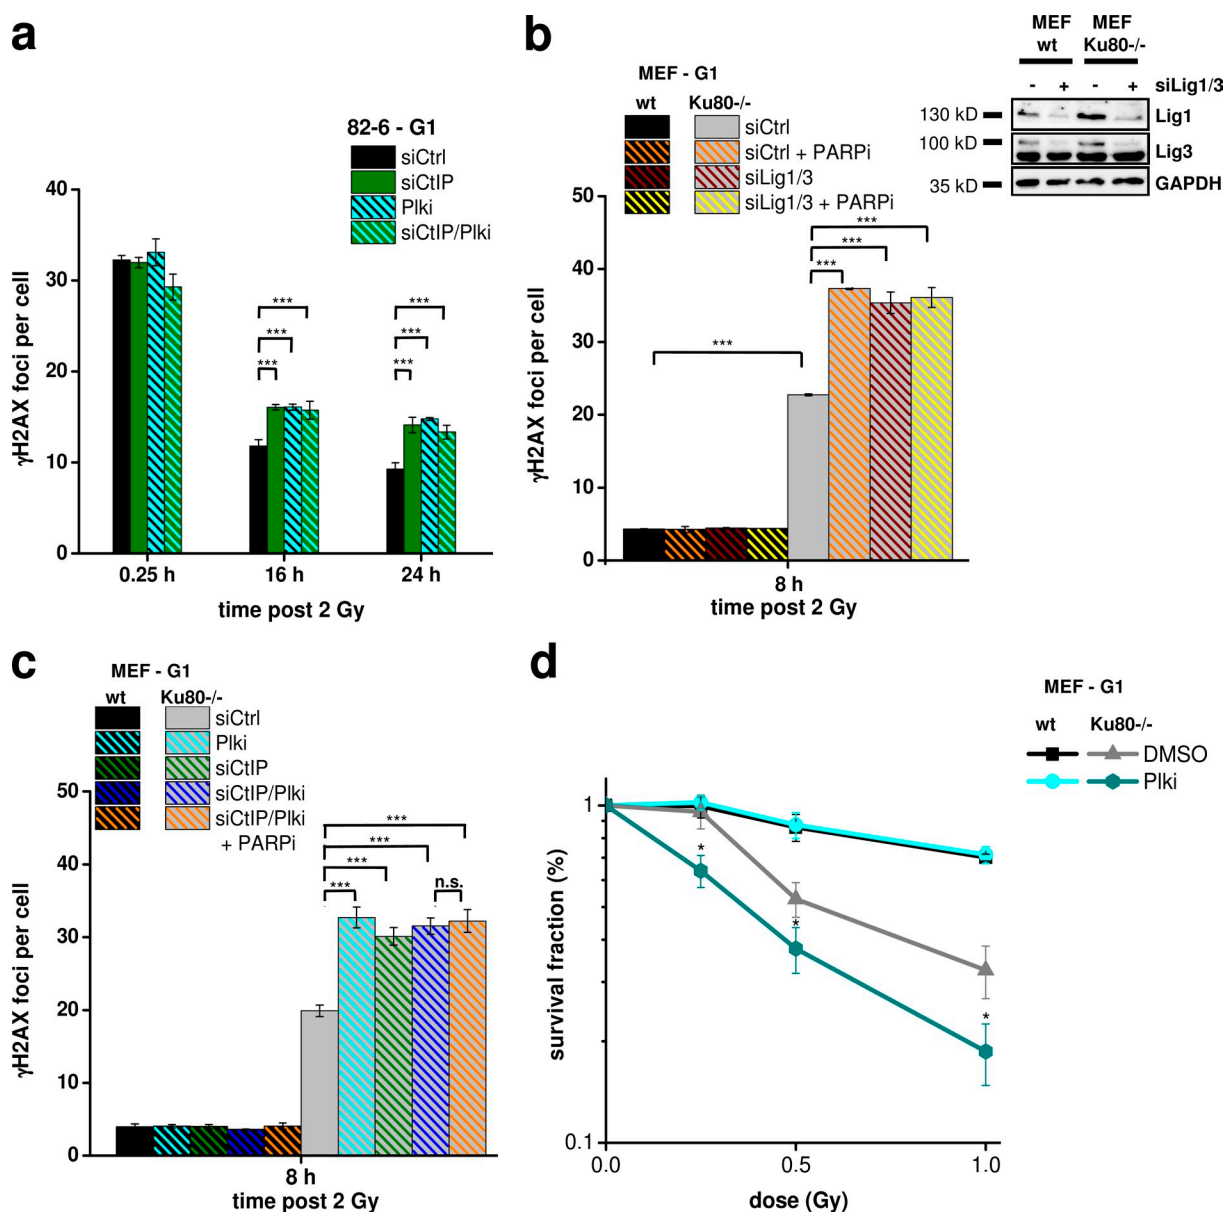 a
82-6 - G1
siCtrl
siCtIP
Plki
siCtIP/Plki
40
30
20
10
0
γH2AX foci per cell
***
***
***
***
***
***
0.25 h
16 h
24 h
time post 2 Gy
b
MEF - G1
wt
Ku80-/-
siCtrl
siCtrl + PARPi
siLig1/3
siLig1/3 + PARPi
50
40
30
20
10
0
γH2AX foci per cell
***
***
***
***
8 h
time post 2 Gy
MEF
wt
MEF
Ku80-/-
- + - + siLig1/3
130 kD
Lig1
100 kD
Lig3
35 kD
GAPDH
c
MEF - G1
wt
Ku80-/-
siCtrl
Plki
siCtIP
siCtIP/Plki
siCtIP/Plki
+ PARPi
50
40
30
20
10
0
γH2AX foci per cell
***
***
***
***
n.s.
8 h
time post 2 Gy
d
MEF - G1
wt
Ku80-/-
DMSO
Plki
1
0.1
survival fraction (%)
*
*
*
0.0
0.5
1.0
dose (Gy)